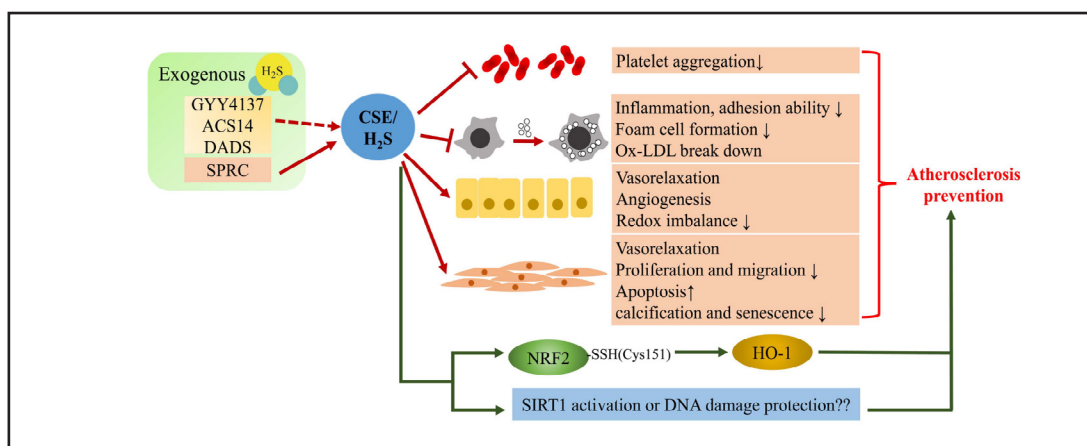 Exogenous
H₂S
GYY4137
ACS14
DADS
SPRC
CSE/
H₂S
Platelet aggregation↓
Inflammation, adhesion ability ↓
Foam cell formation ↓
Ox-LDL break down
Vasorelaxation
Angiogenesis
Redox imbalance ↓
Vasorelaxation
Proliferation and migration ↓
Apoptosis↑
calcification and senescence ↓
Atherosclerosis
prevention
NRF2-SSH(Cys151)
HO-1
SIRT1 activation or DNA damage protection??